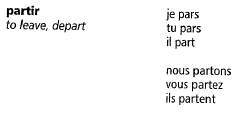 partir
to leave, depart
je pars
tu pars
il part
nous partons
vous partez
ils partent